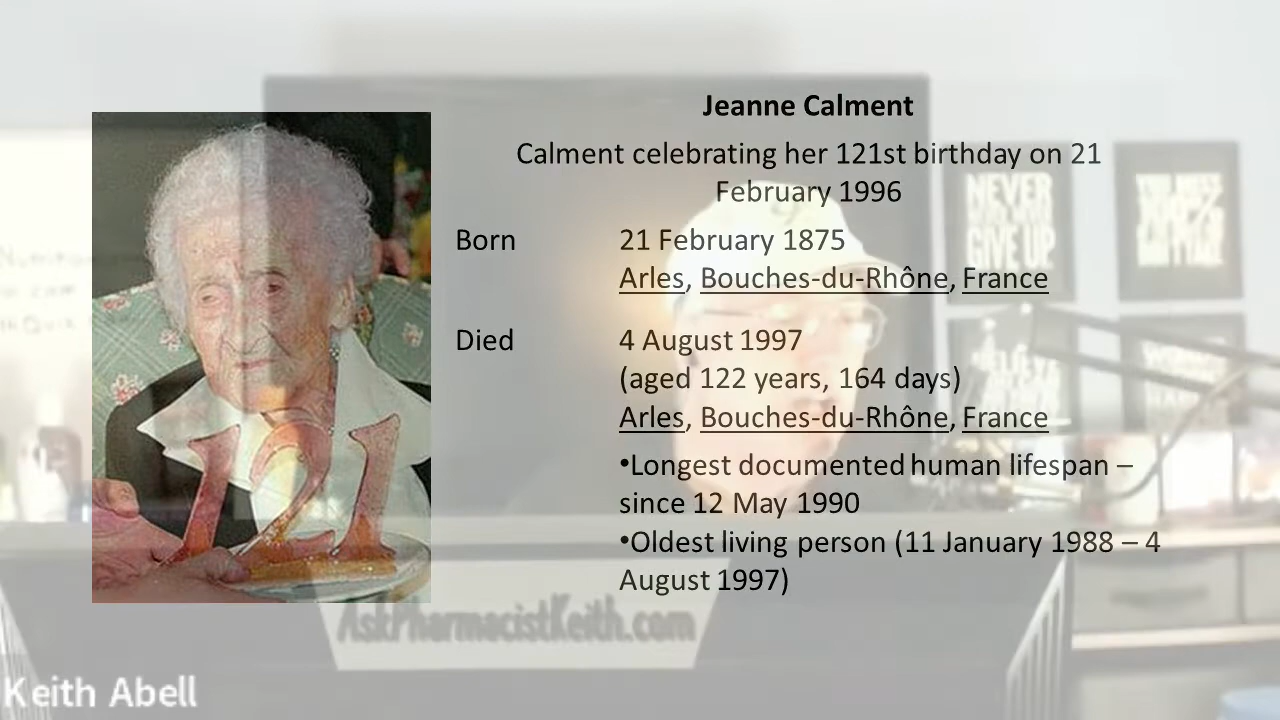 Jeanne Calment
Calment celebrating her 121st birthday on 21
February 1996
Born 21 February 1875
Arles, Bouches-du-Rhône, France
Died 4 August 1997
(aged 122 years, 164 days)
Arles, Bouches-du-Rhône, France
•Longest documented human lifespan –
since 12 May 1990
•Oldest living person (11 January 1988 – 4
August 1997)
121
NEVER
GIVE UP
AskPharmacistKeith.com
Keith Abell